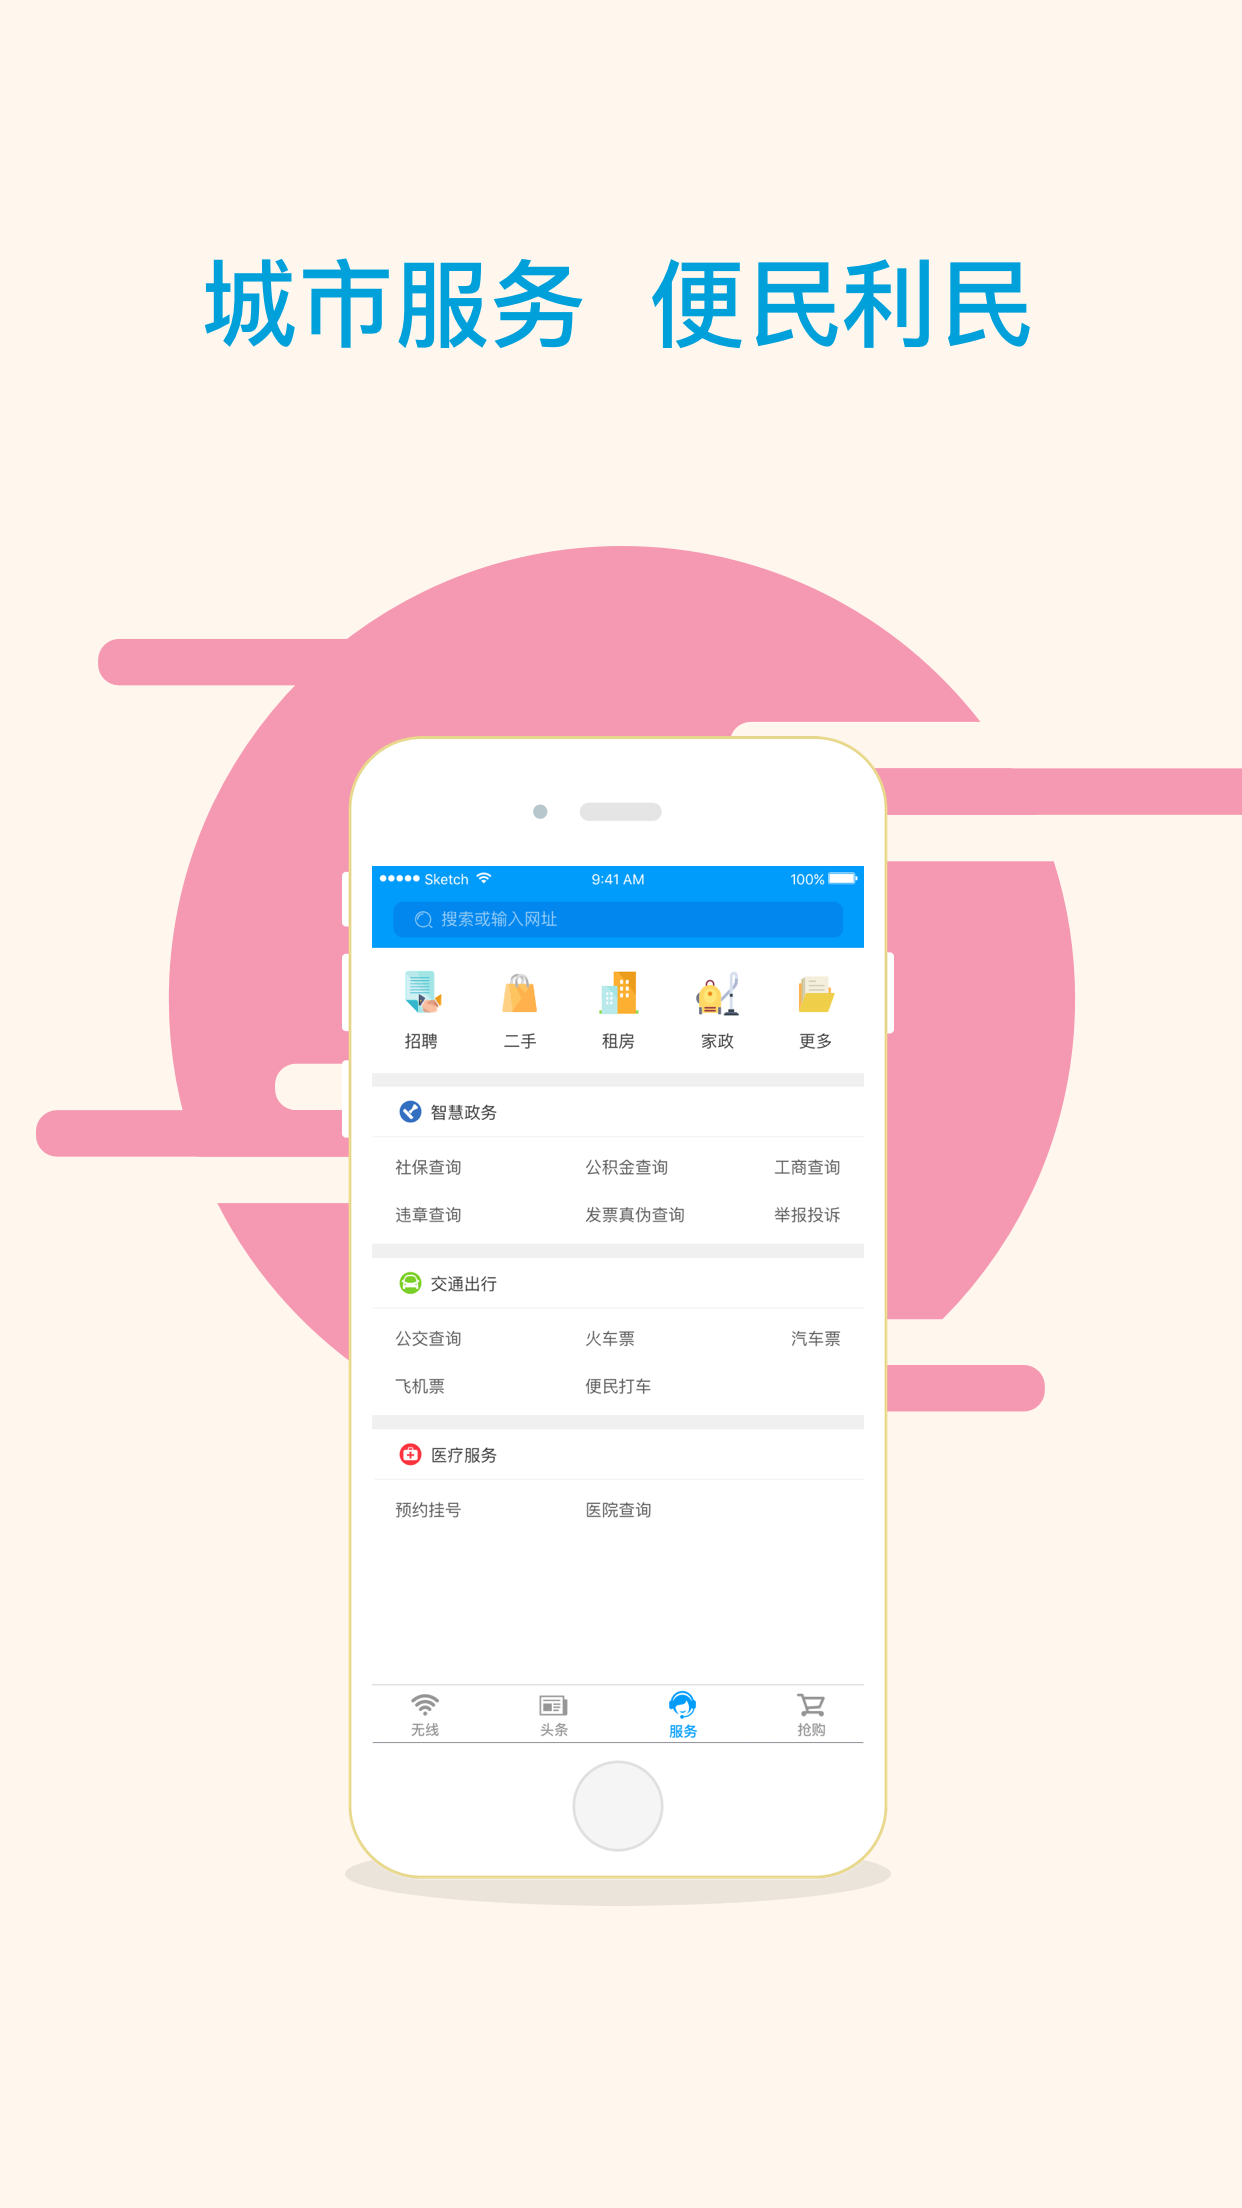 城市服务 便民利民
Sketch 9:41 AM 100%
搜索或输入网址
招聘 二手 租房 家政 更多
智慧政务
社保查询 公积金查询 工商查询
违章查询 发票真伪查询 举报投诉
交通出行
公交查询 火车票 汽车票
飞机票 便民打车
医疗服务
预约挂号 医院查询
无线 头条 服务 抢购